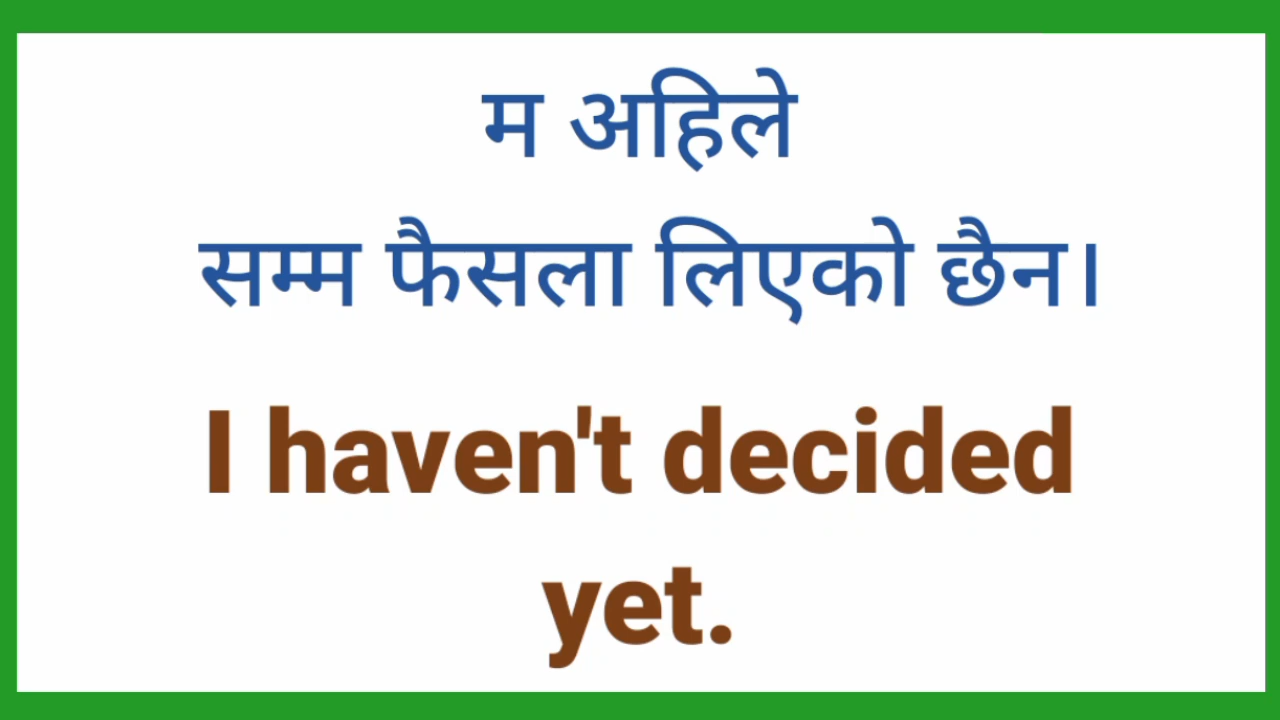 म अहिले
सम्म फैसला लिएको छैन।
I haven't decided
yet.